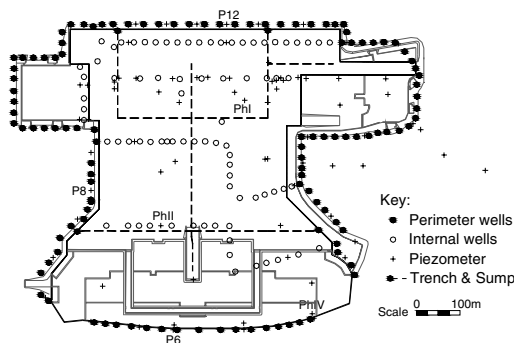 P12
PhI
P8
PhII
Key:
Perimeter wells
Internal wells
Piezometer
Trench & Sump
PhIV
Scale 0 100m
P6